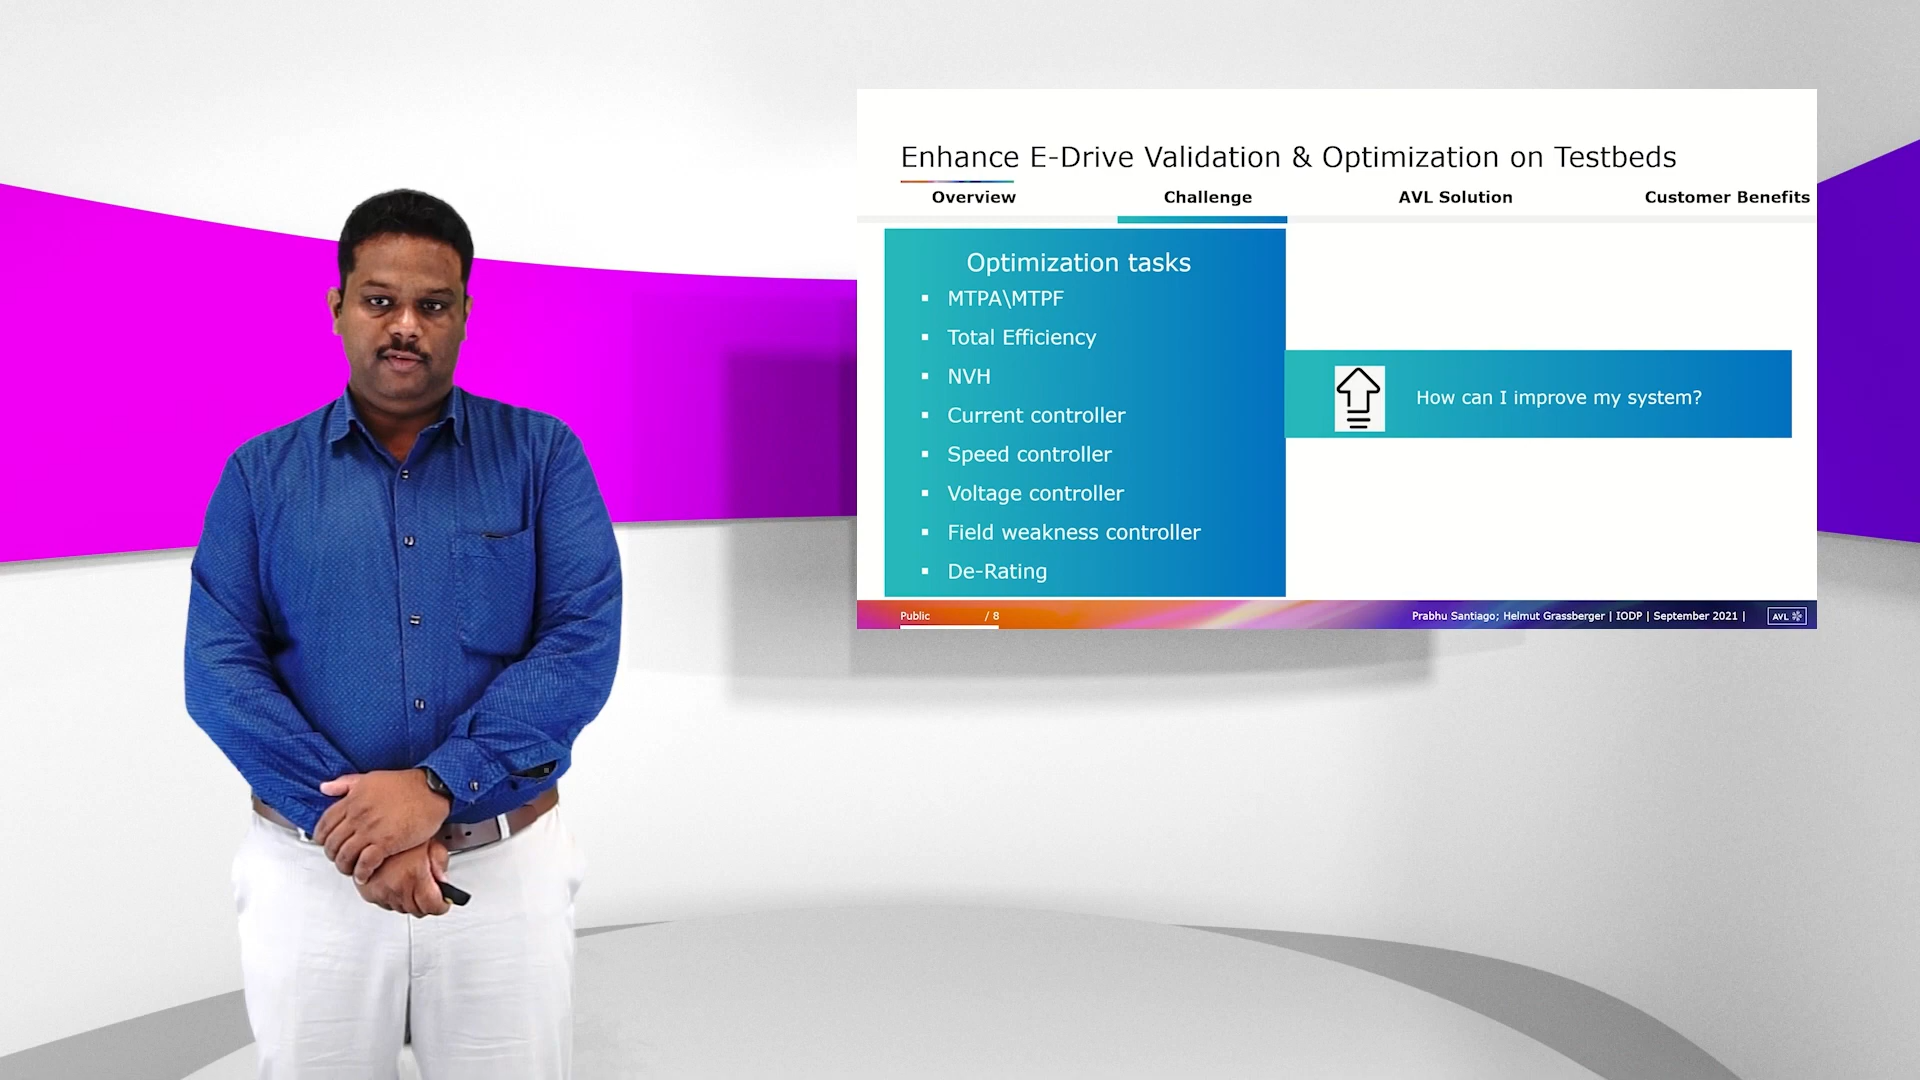 Enhance E-Drive Validation & Optimization on Testbeds
Overview Challenge AVL Solution Customer Benefits
Optimization tasks
▪ MTPA\MTPF
▪ Total Efficiency
▪ NVH
▪ Current controller
▪ Speed controller
▪ Voltage controller
▪ Field weakness controller
▪ De-Rating
How can I improve my system?
Public / 8 Prabhu Santiago; Helmut Grassberger | IODP | September 2021 | AVL